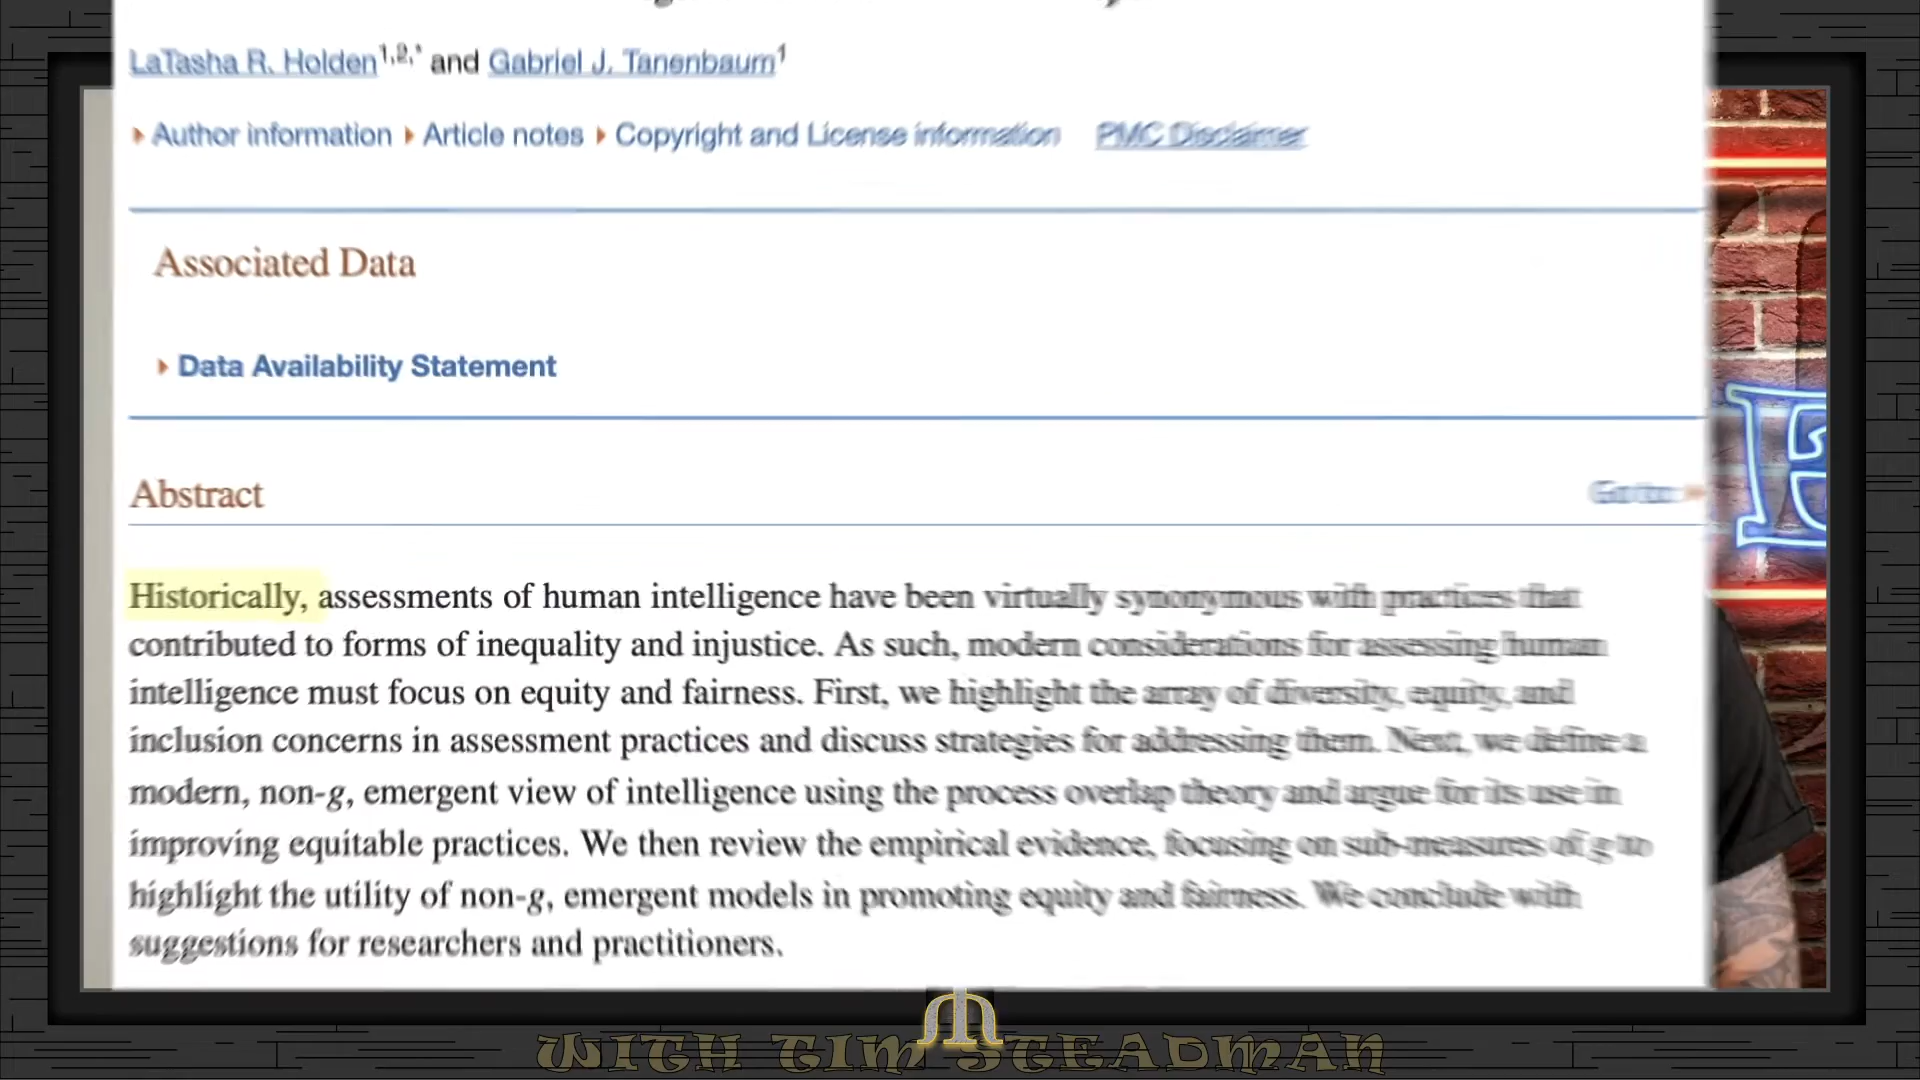 LaTasha R. Holden1,2,* and Gabriel J. Tanenbaum1
Author information Article notes Copyright and License information PMC Disclaimer
Associated Data
Data Availability Statement
Abstract
Go to:
Historically, assessments of human intelligence have been virtually synonymous with practices that
contributed to forms of inequality and injustice. As such, modern considerations for assessing human
intelligence must focus on equity and fairness. First, we highlight the array of diversity, equity, and
inclusion concerns in assessment practices and discuss strategies for addressing them. Next, we define a
modern, non-g, emergent view of intelligence using the process overlap theory and argue for its use in
improving equitable practices. We then review the empirical evidence, focusing on sub-measures of g to
highlight the utility of non-g, emergent models in promoting equity and fairness. We conclude with
suggestions for researchers and practitioners.
WITH TIM STEADMAN